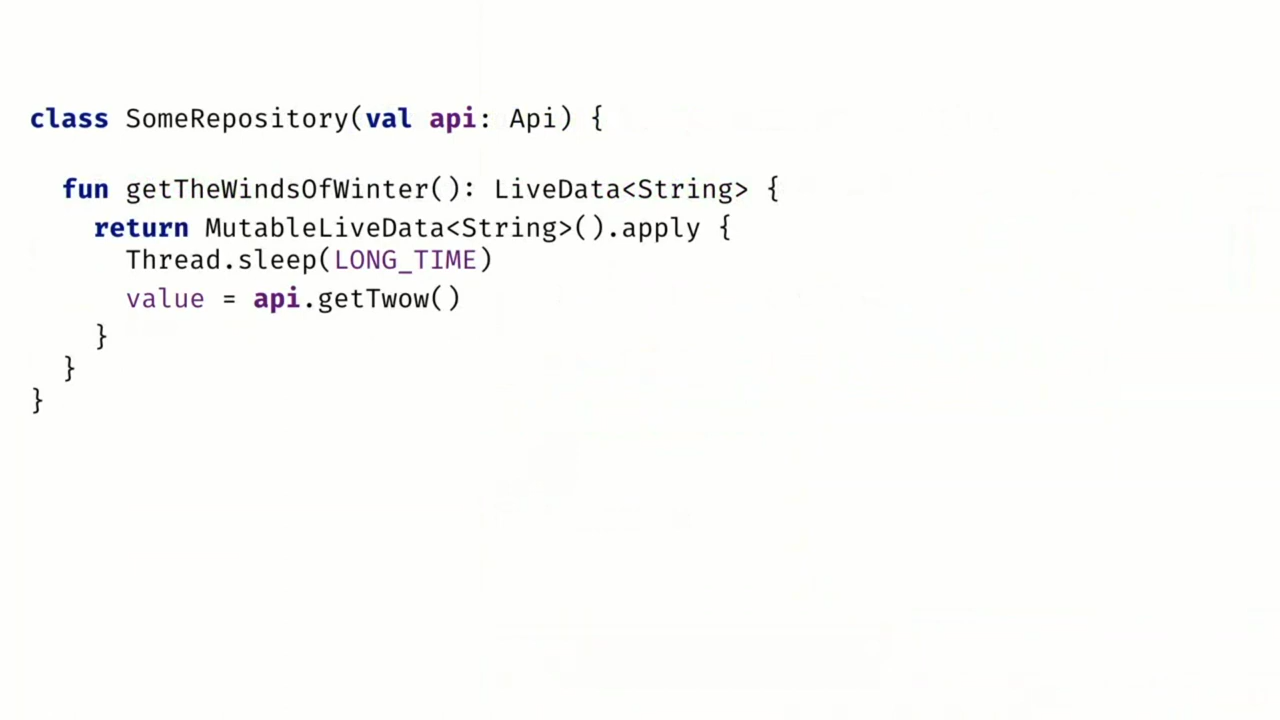 class SomeRepository(val api: Api) {
fun getTheWindsOfWinter(): LiveData<String> {
return MutableLiveData<String>().apply {
Thread.sleep(LONG_TIME)
value = api.getTwow()
}
}
}